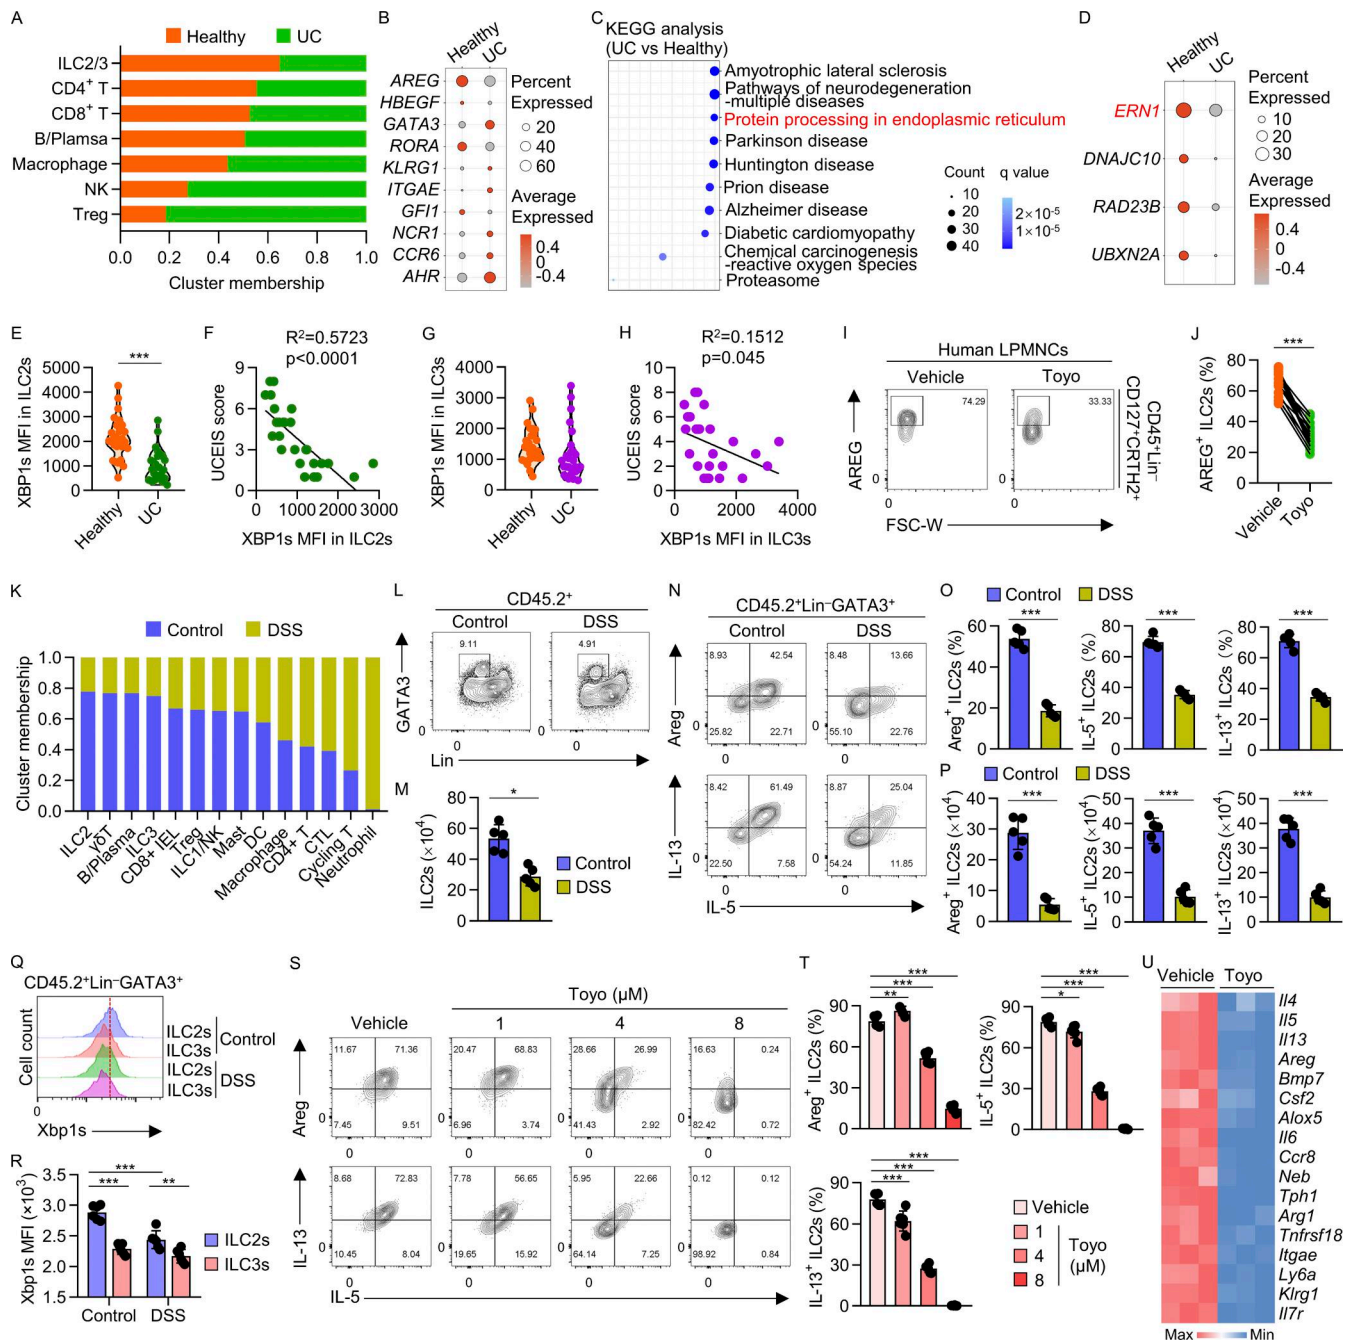 A
Healthy UC
ILC2/3
CD4⁺ T
CD8⁺ T
B/Plamsa
Macrophage
NK
Treg
0.0 0.2 0.4 0.6 0.8 1.0
Cluster membership
B
Healthy
UC
AREG
HBEGF
GATA3
RORA
KLRG1
ITGAE
GFI1
NCR1
CCR6
AHR
Percent
Expressed
20
40
60
Average
Expressed
0.4
0
-0.4
C
KEGG analysis
(UC vs Healthy)
Amyotrophic lateral sclerosis
Pathways of neurodegeneration
-multiple diseases
Protein processing in endoplasmic reticulum
Parkinson disease
Huntington disease
Prion disease
Alzheimer disease
Diabetic cardiomyopathy
Chemical carcinogenesis
-reactive oxygen species
Proteasome
Count
10
20
30
40
q value
2×10⁻⁵
1×10⁻⁵
D
Healthy
UC
ERN1
DNAJC10
RAD23B
UBXN2A
Percent
Expressed
10
20
30
Average
Expressed
0.4
0
-0.4
E
XBP1s MFI in ILC2s
5000
4000
3000
2000
1000
0
***
Healthy
UC
F
R²=0.5723
p<0.0001
UCEIS score
9
6
3
0
0 1000 2000 3000
XBP1s MFI in ILC2s
G
XBP1s MFI in ILC3s
4000
3000
2000
1000
0
Healthy
UC
H
R²=0.1512
p=0.045
UCEIS score
10
8
6
4
2
0
0 2000 4000
XBP1s MFI in ILC3s
I
Human LPMNCs
Vehicle Toyo
74.29
33.33
AREG
FSC-W
CD45⁺Lin⁻
CD127⁺CRTH2⁺
J
AREG⁺ ILC2s (%)
80
60
40
20
0
***
Vehicle
Toyo
K
Control DSS
Cluster membership
1.0
0.8
0.6
0.4
0.2
0.0
ILC2
γδT
B/Plasma
ILC3
CD8+ IEL
Treg
ILC1/NK
Mast
DC
Macrophage
CD4+ T
CTL
Cycling T
Neutrophil
L
CD45.2⁺
Control DSS
9.11
4.91
GATA3
0
0 0
Lin
M
ILC2s (×10⁴)
80
60
40
20
0
*
Control
DSS
N
CD45.2⁺Lin⁻GATA3⁺
Control DSS
Areg
8.93 42.54
25.82 22.71
8.48 13.66
55.10 22.76
0 0
0 0
IL-13
8.42 61.49
22.50 7.58
8.87 25.04
54.24 11.85
0 0
0 0
IL-5
O
Control DSS
Areg⁺ ILC2s (%)
60
40
20
0
***
IL-5⁺ ILC2s (%)
80
60
40
20
0
***
IL-13⁺ ILC2s (%)
80
60
40
20
0
***
P
Control DSS
Areg⁺ ILC2s (×10⁴)
40
30
20
10
0
***
IL-5⁺ ILC2s (×10⁴)
50
40
30
20
10
0
***
IL-13⁺ ILC2s (×10⁴)
50
40
30
20
10
0
***
Q
CD45.2⁺Lin⁻GATA3⁺
Cell count
ILC2s
ILC3s
Control
ILC2s
ILC3s
DSS
0
Xbp1s
R
Xbp1s MFI (×10³)
3.5
3.0
2.5
2.0
1.5
***
*** **
Control DSS
ILC2s
ILC3s
S
Toyo (µM)
Vehicle 1 4 8
Areg
11.67 71.36
7.45 9.51
20.47 68.83
6.96 3.74
28.66 26.99
41.43 2.92
16.63 0.24
82.42 0.72
0
0 0 0 0
IL-13
8.68 72.83
10.45 8.04
7.78 56.65
19.65 15.92
5.95 22.66
64.14 7.25
0.12 0.12
98.92 0.84
0
0 0 0 0
IL-5
T
Areg⁺ ILC2s (%)
90
60
30
0
***
***
**
IL-5⁺ ILC2s (%)
90
60
30
0
***
***
*
IL-13⁺ ILC2s (%)
90
60
30
0
***
***
***
Vehicle
1
4
8
Toyo
(µM)
U
Vehicle Toyo
Il4
Il5
Il13
Areg
Bmp7
Csf2
Alox5
Il6
Ccr8
Neb
Tph1
Arg1
Tnfrsf18
Itgae
Ly6a
Klrg1
Il7r
Max Min